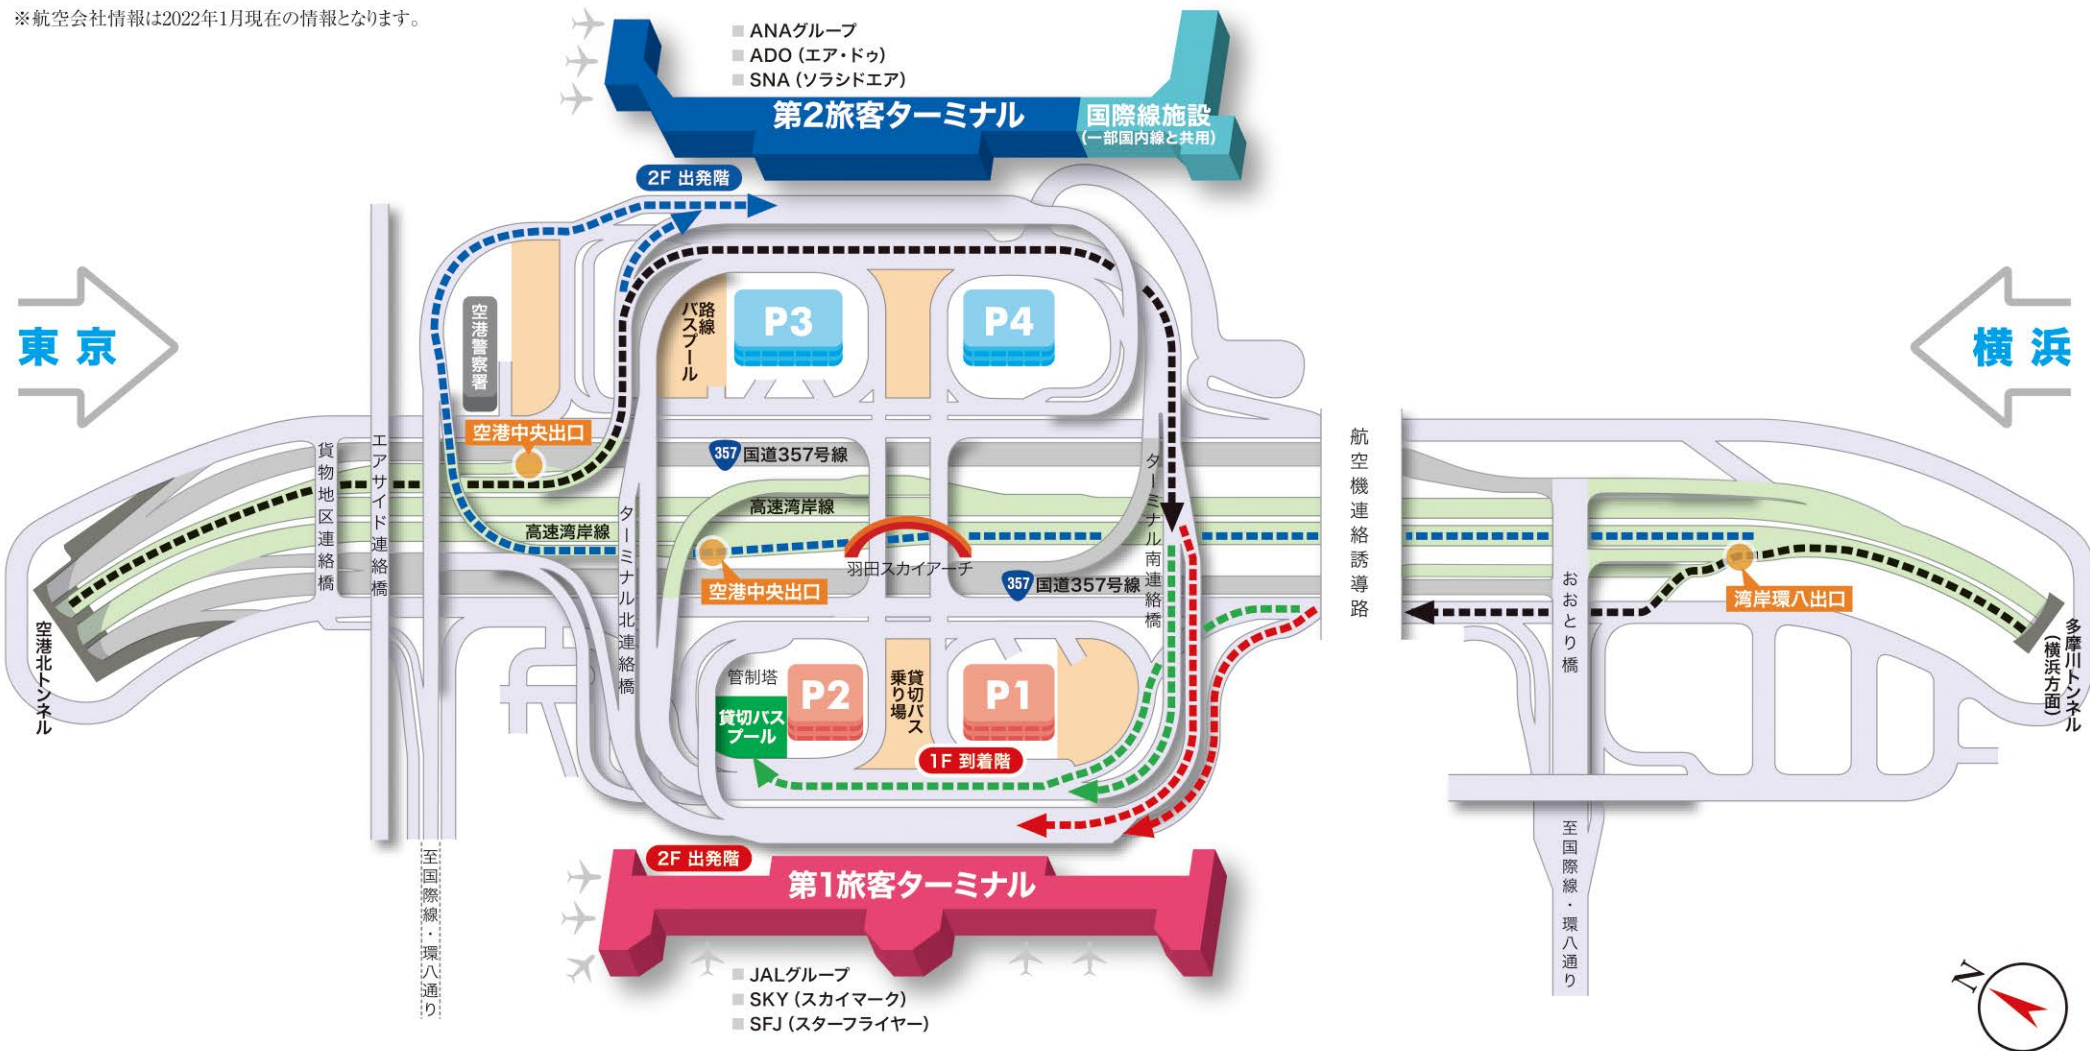 ※航空会社情報は2022年1月現在の情報となります。
ANAグループ
ADO（エア・ドゥ）
SNA（ソラシドエア）
第2旅客ターミナル
国際線施設
（一部国内線と共用）
2F 出発階
東京
横浜
空港警察署
路線
バスプール
P3
P4
空港中央出口
357 国道357号線
貨物地区連絡橋
エアサイド連絡橋
ターミナル北連絡橋
高速湾岸線
高速湾岸線
空港中央出口
羽田スカイアーチ
357 国道357号線
ターミナル南連絡橋
航空機連絡誘導路
おおとり橋
湾岸環八出口
空港北トンネル
多摩川トンネル
（横浜方面）
管制塔
貸切バス
プール
P2
貸切バス
乗り場
P1
1F 到着階
2F 出発階
第1旅客ターミナル
JALグループ
SKY（スカイマーク）
SFJ（スターフライヤー）
至国際線・環八通り
至国際線・環八通り
N